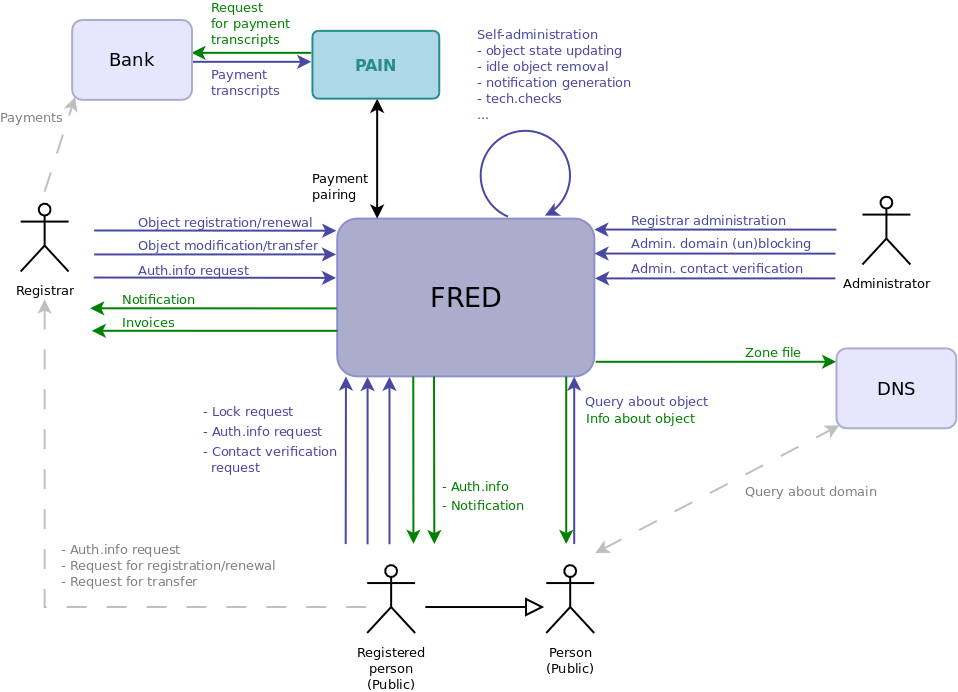 Request
for payment
transcripts
Bank
PAIN
Payment
transcripts
Self-administration
- object state updating
- idle object removal
- notification generation
- tech.checks
...
Payments
Payment
pairing
Object registration/renewal
Object modification/transfer
Auth.info request
Registrar
Notification
Invoices
FRED
Registrar administration
Admin. domain (un)blocking
Admin. contact verification
Administrator
Zone file
DNS
- Lock request
- Auth.info request
- Contact verification
request
Query about object
Info about object
- Auth.info
- Notification
Query about domain
- Auth.info request
- Request for registration/renewal
- Request for transfer
Registered
person
(Public)
Person
(Public)